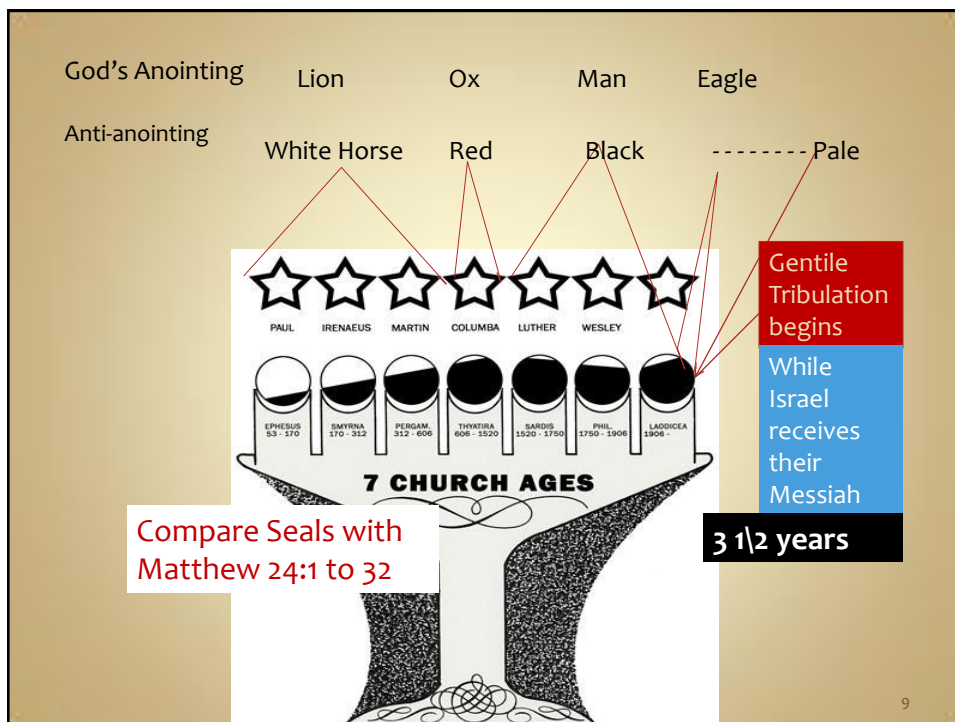 God's Anointing Lion Ox Man Eagle
Anti-anointing
White Horse Red Black - - - - - - - - Pale
PAUL IRENAEUS MARTIN COLUMBA LUTHER WESLEY
EPHESUS SMYRNA PERGAM. THYATIRA SARDIS PHIL. LAODICEA
53 - 170 170 - 312 312 - 606 606 - 1520 1520 - 1750 1750 - 1906 1906 -
7 CHURCH AGES
Gentile
Tribulation
begins
While
Israel
receives
their
Messiah
3 1\2 years
Compare Seals with
Matthew 24:1 to 32
9